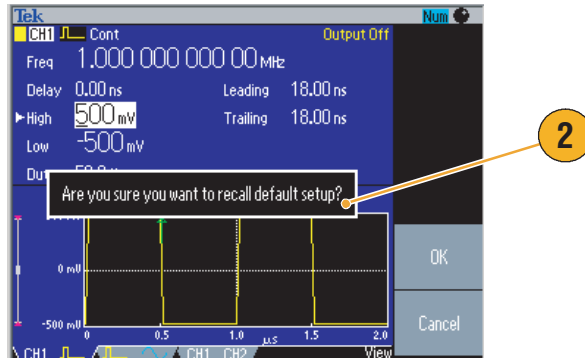 Tek Num
CH1 Cont Output Off
Freq 1.000 000 000 00 MHz
Delay 0.00 ns Leading 18.00 ns
High 500 mV Trailing 18.00 ns
Low -500 mV
Are you sure you want to recall default setup?
2
OK
0 mV
-500 mV
0 0.5 1.0 µs 1.5 2.0
Cancel
CH1 CH1 CH2 View